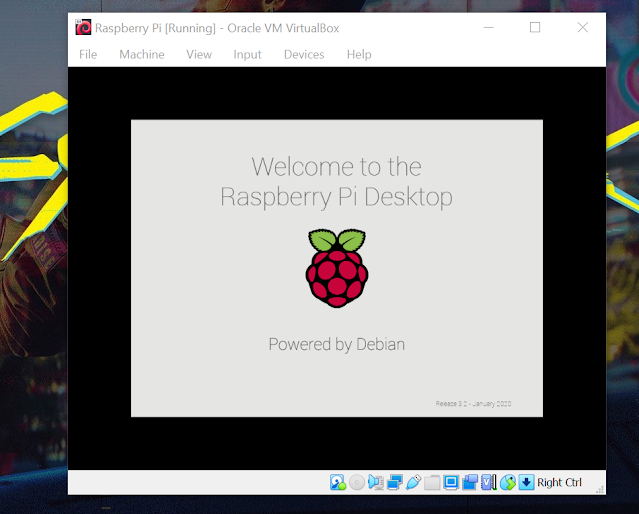 Raspberry Pi [Running] - Oracle VM VirtualBox
File Machine View Input Devices Help
Welcome to the
Raspberry Pi Desktop
Powered by Debian
Release 3.2 - January 2020
Right Ctrl